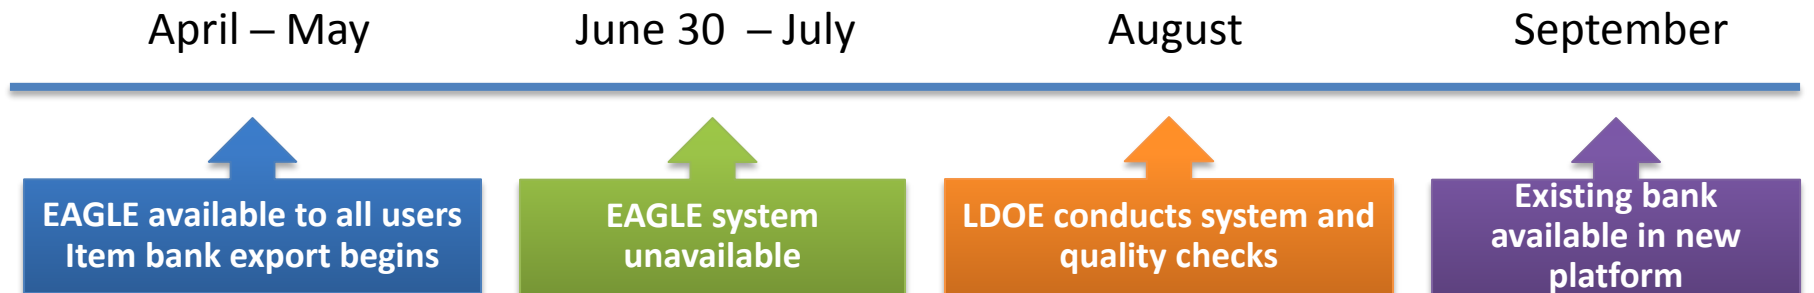 April – May
June 30 – July
August
September
EAGLE available to all users
Item bank export begins
EAGLE system
unavailable
LDOE conducts system and
quality checks
Existing bank
available in new
platform